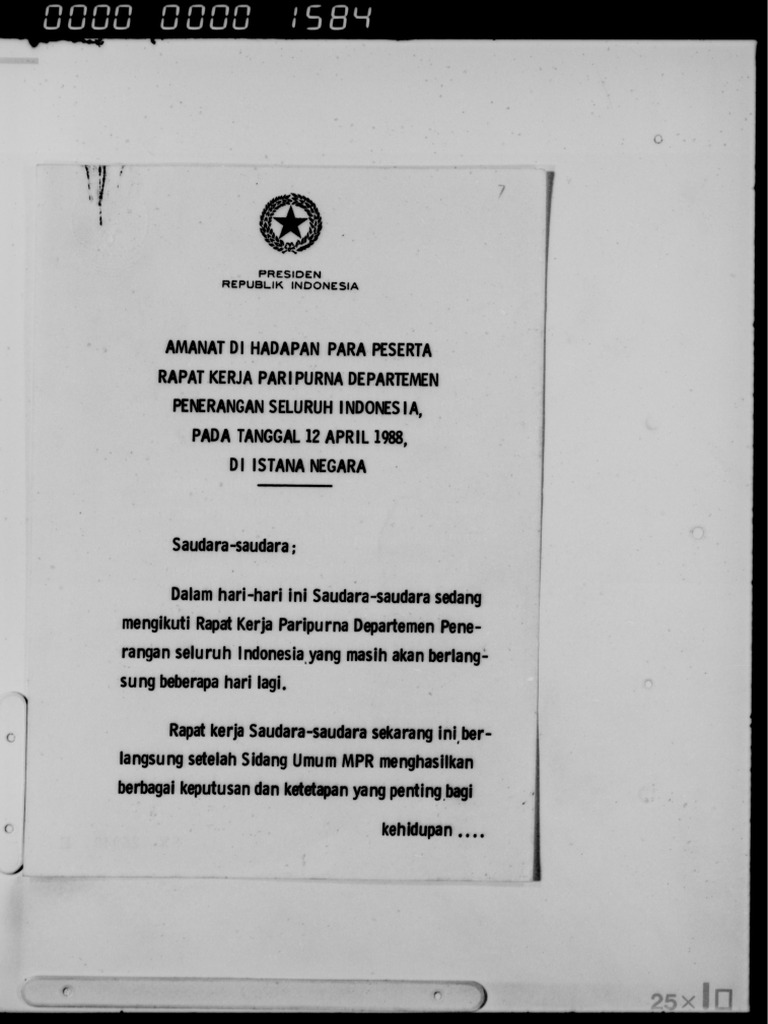 0000 0000 1584
7
PRESIDEN
REPUBLIK INDONESIA
AMANAT DI HADAPAN PARA PESERTA
RAPAT KERJA PARIPURNA DEPARTEMEN
PENERANGAN SELURUH INDONESIA,
PADA TANGGAL 12 APRIL 1988,
DI ISTANA NEGARA
Saudara-saudara;
Dalam hari-hari ini Saudara-saudara sedang
mengikuti Rapat Kerja Paripurna Departemen Pene-
rangan seluruh Indonesia yang masih akan berlang-
sung beberapa hari lagi.
Rapat kerja Saudara-saudara sekarang ini ber-
langsung setelah Sidang Umum MPR menghasilkan
berbagai keputusan dan ketetapan yang penting bagi
kehidupan ....
25×